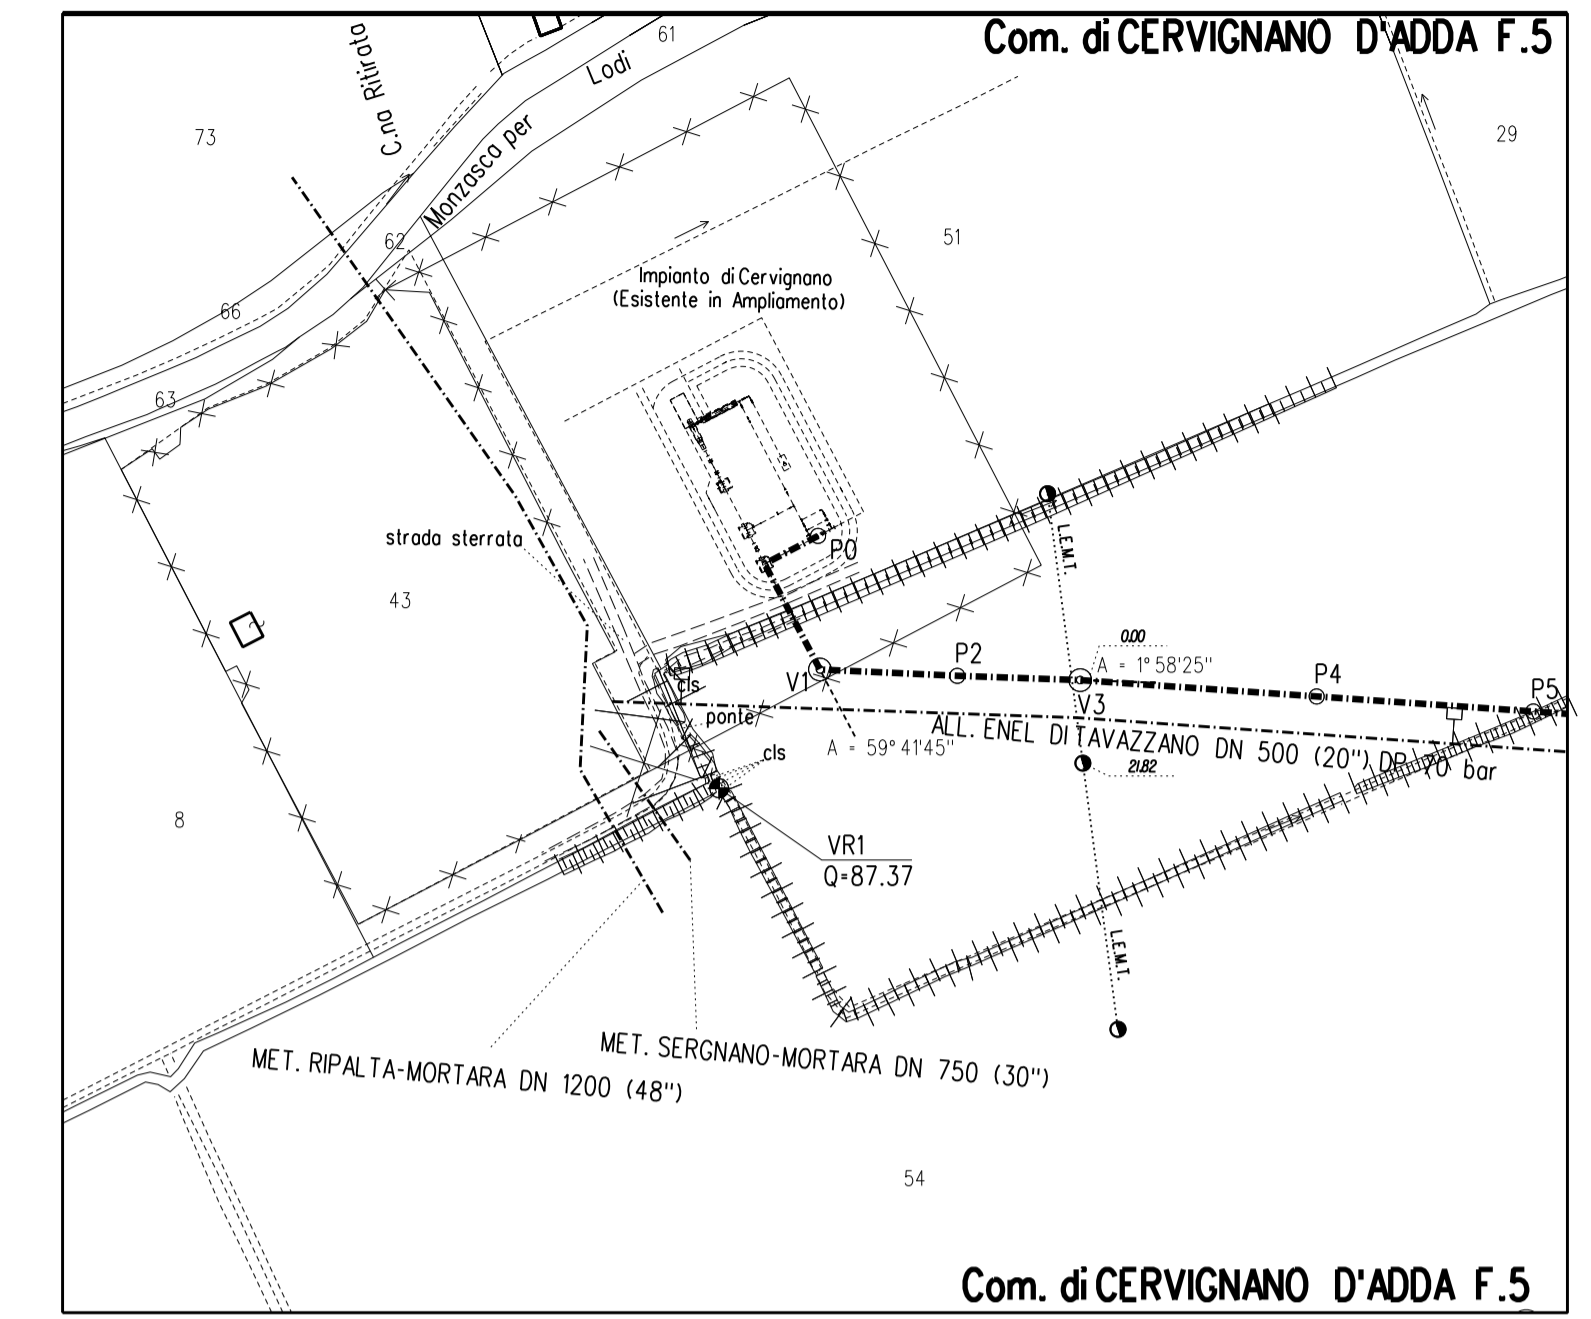 Com. di CERVIGNANO D'ADDA F.5
C.na Ritirata
61
Lodi
Monzasca per
73
29
62
51
Impianto di Cervignano
(Esistente in Ampliamento)
66
63
strada sterrata
P0
L.E.M.T.
43
0.00
A = 1°58'25"
P2
P4
V1
V3
P5
cls
ponte
ALL. ENEL DI TAVAZZANO DN 500 (20") DP 70 bar
A = 59°41'45"
cls
21.82
8
VR1
Q=87.37
L.E.M.T.
MET. SERGNANO-MORTARA DN 750 (30")
MET. RIPALTA-MORTARA DN 1200 (48")
54
Com. di CERVIGNANO D'ADDA F.5